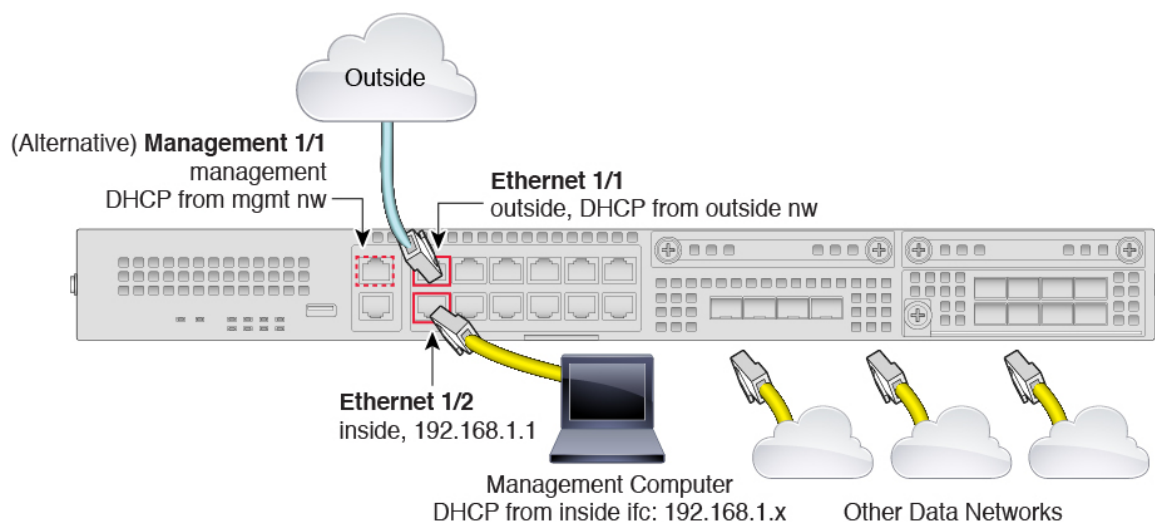 Outside
(Alternative) Management 1/1
management
DHCP from mgmt nw
Ethernet 1/1
outside, DHCP from outside nw
Ethernet 1/2
inside, 192.168.1.1
Management Computer
DHCP from inside ifc: 192.168.1.x
Other Data Networks